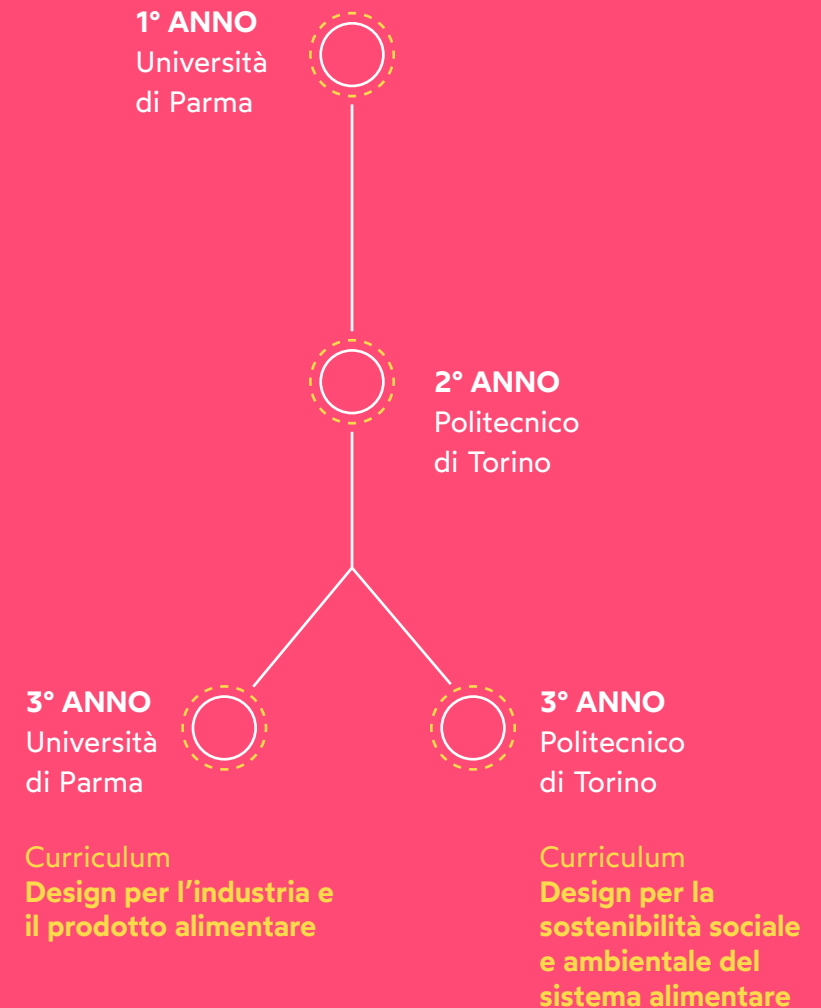 1° ANNO
Università
di Parma
2° ANNO
Politecnico
di Torino
3° ANNO
Università
di Parma
Curriculum
Design per l’industria e
il prodotto alimentare
3° ANNO
Politecnico
di Torino
Curriculum
Design per la
sostenibilità sociale
e ambientale del
sistema alimentare